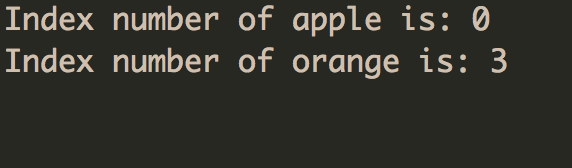 Index number of apple is: 0
Index number of orange is: 3